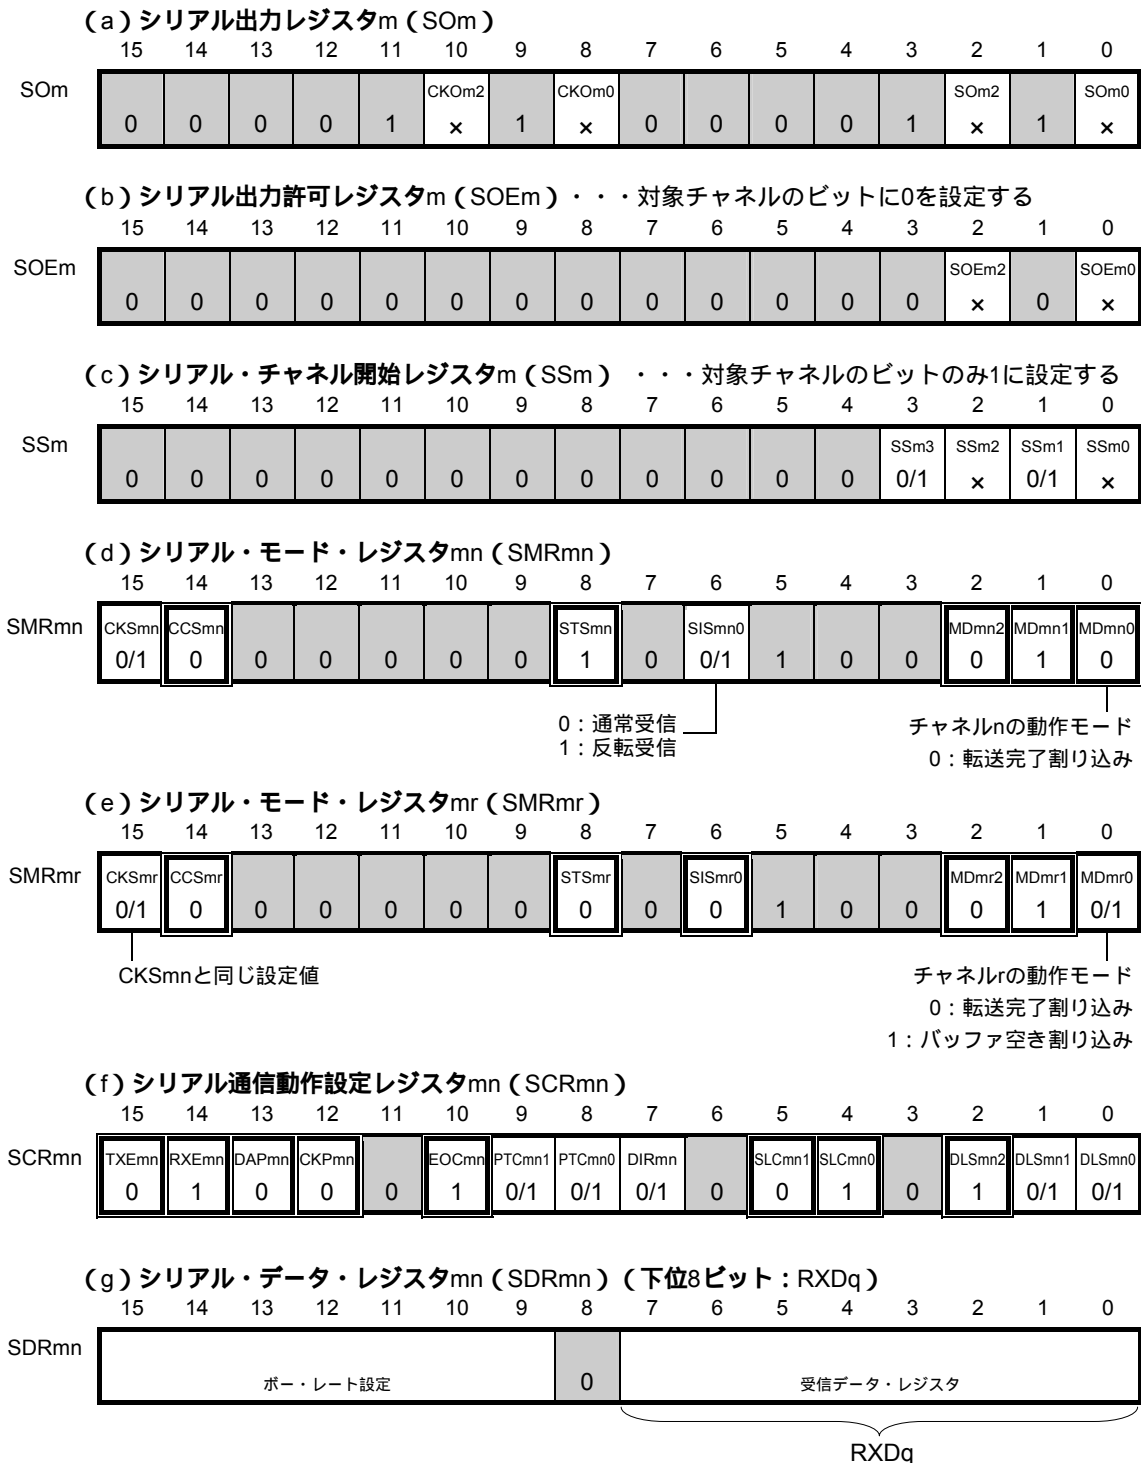 （a）シリアル出力レジスタm（SOm）
15 14 13 12 11 10 9 8 7 6 5 4 3 2 1 0
SOm
CKOm2 CKOm0 SOm2 SOm0
0 0 0 0 1 × 1 × 0 0 0 0 1 × 1 ×
（b）シリアル出力許可レジスタm（SOEm）・・・対象チャネルのビットに0を設定する
15 14 13 12 11 10 9 8 7 6 5 4 3 2 1 0
SOEm
SOEm2 SOEm0
0 0 0 0 0 0 0 0 0 0 0 0 0 × 0 ×
（c）シリアル・チャネル開始レジスタm（SSm）　・・・対象チャネルのビットのみ1に設定する
15 14 13 12 11 10 9 8 7 6 5 4 3 2 1 0
SSm
SSm3 SSm2 SSm1 SSm0
0 0 0 0 0 0 0 0 0 0 0 0 0/1 × 0/1 ×
（d）シリアル・モード・レジスタmn（SMRmn）
15 14 13 12 11 10 9 8 7 6 5 4 3 2 1 0
SMRmn
CKSmn CCSmn STSmn SISmn0 MDmn2 MDmn1 MDmn0
0/1 0 0 0 0 0 0 1 0 0/1 1 0 0 0 1 0
0：通常受信
1：反転受信
チャネルnの動作モード
0：転送完了割り込み
（e）シリアル・モード・レジスタmr（SMRmr）
15 14 13 12 11 10 9 8 7 6 5 4 3 2 1 0
SMRmr
CKSmr CCSmr STSmr SISmr0 MDmr2 MDmr1 MDmr0
0/1 0 0 0 0 0 0 0 0 0 1 0 0 0 1 0/1
CKSmnと同じ設定値
チャネルrの動作モード
0：転送完了割り込み
1：バッファ空き割り込み
（f）シリアル通信動作設定レジスタmn（SCRmn）
15 14 13 12 11 10 9 8 7 6 5 4 3 2 1 0
SCRmn
TXEmn RXEmn DAPmn CKPmn EOCmn PTCmn1 PTCmn0 DIRmn SLCmn1 SLCmn0 DLSmn2 DLSmn1 DLSmn0
0 1 0 0 0 1 0/1 0/1 0/1 0 0 1 0 1 0/1 0/1
（g）シリアル・データ・レジスタmn（SDRmn）（下位8ビット：RXDq）
15 14 13 12 11 10 9 8 7 6 5 4 3 2 1 0
SDRmn
ボー・レート設定 0 受信データ・レジスタ
RXDq